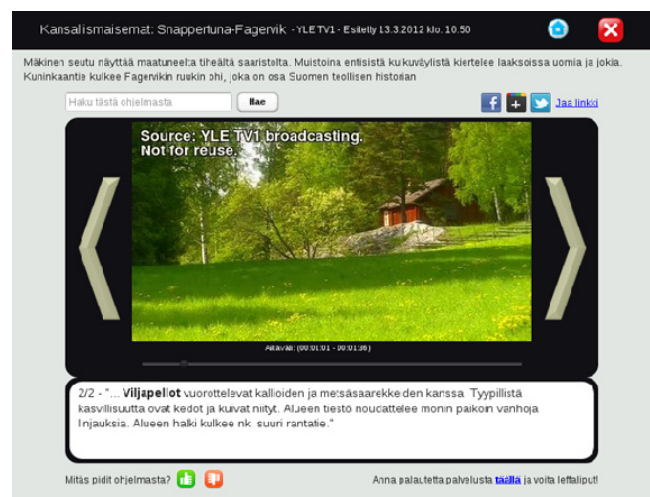 Kansalismaisemat: Snappertuna-Fagervik - YLE TV1 - Esitetty 13.3.2012 klo. 10.50
Mäkinen seutu näyttää maatuneelta tiheältä saaristolta. Muistoina entisistä kulkuväylistä kiertelee laaksoissa uomia ja jokia.
Kuninkaantie kulkee Fagervikin ruukin ohi, joka on osa Suomen teollisen historian
Haku tästä ohjelmasta
Hae
Jaa linkki
Source: YLE TV1 broadcasting.
Not for reuse.
Aikaväli: (00:01:01 - 00:01:36)
2/2 - "... Viljapellot vuorottelevat kallioiden ja metsäsaarekkeiden kanssa. Tyypillistä
kasvillisuutta ovat kedot ja kuivat niityt. Alueen tiestö noudattelee monin paikoin vanhoja
linjauksia. Alueen halki kulkee nk. suuri rantatie."
Mitäs pidit ohjelmasta?
Anna palautetta palvelusta täällä ja voita leffaliput!